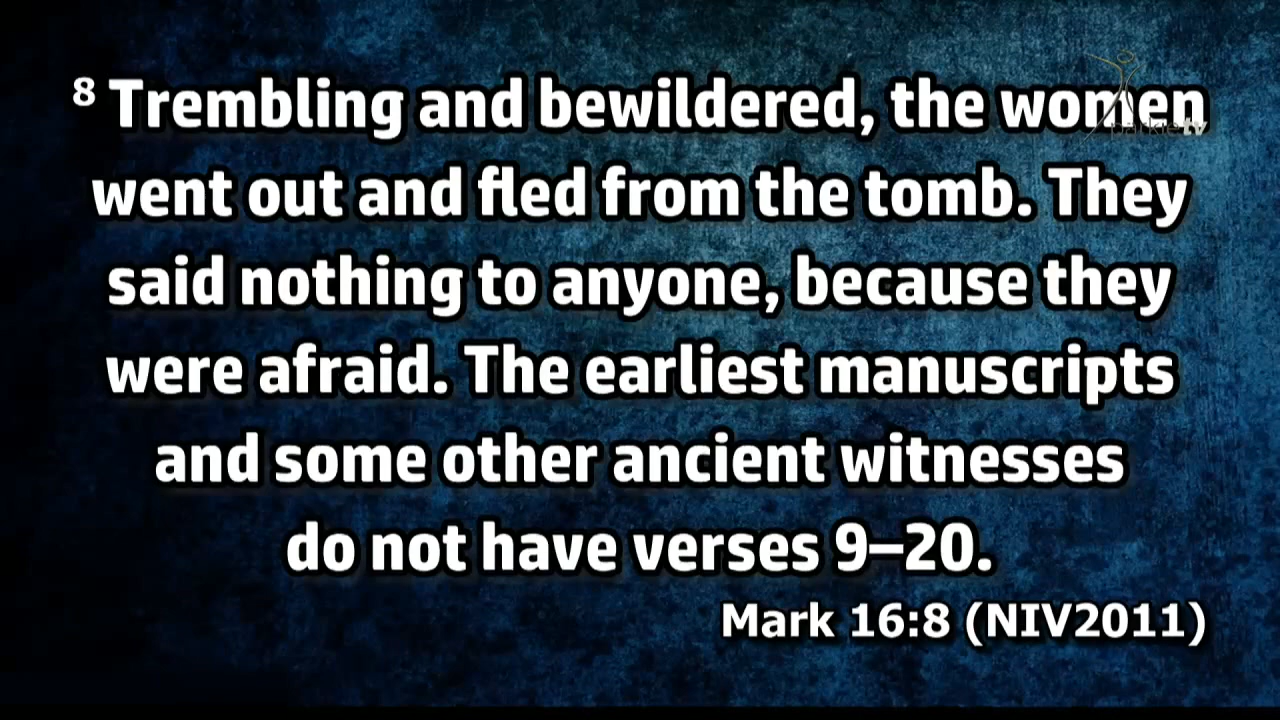 8 Trembling and bewildered, the women
went out and fled from the tomb. They
said nothing to anyone, because they
were afraid. The earliest manuscripts
and some other ancient witnesses
do not have verses 9–20.
Mark 16:8 (NIV2011)
tv